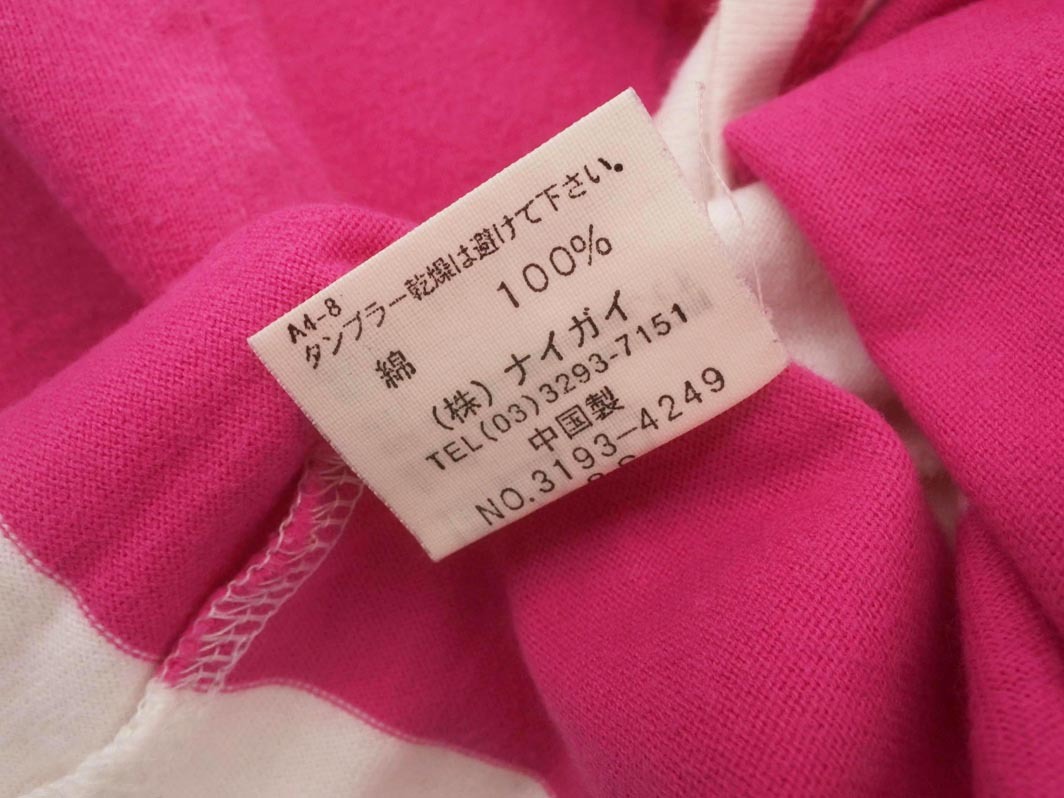 A4-8
タンブラー乾燥は避けて下さい。
綿 100%
(株)ナイガイ
TEL(03)3293-7151
中国製
NO.3193-4249